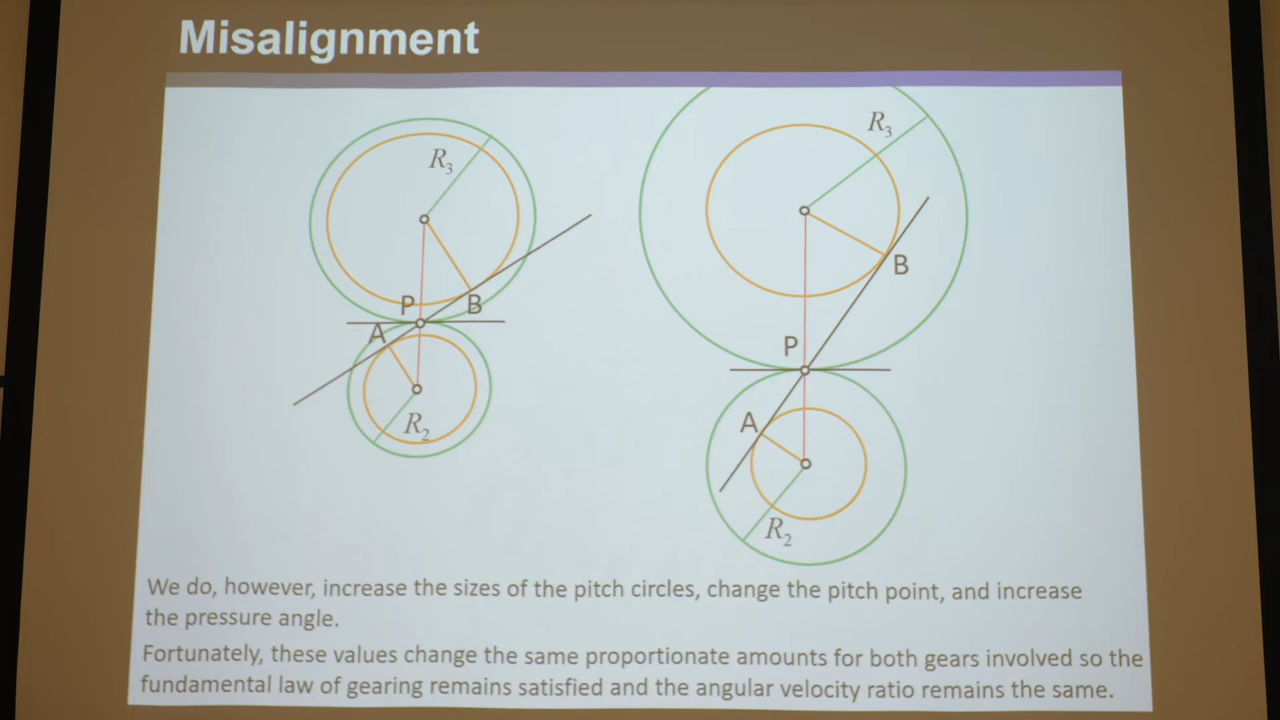 Misalignment
R3
R3
P
B
A
R2
B
P
A
R2
We do, however, increase the sizes of the pitch circles, change the pitch point, and increase
the pressure angle.
Fortunately, these values change the same proportionate amounts for both gears involved so the
fundamental law of gearing remains satisfied and the angular velocity ratio remains the same.